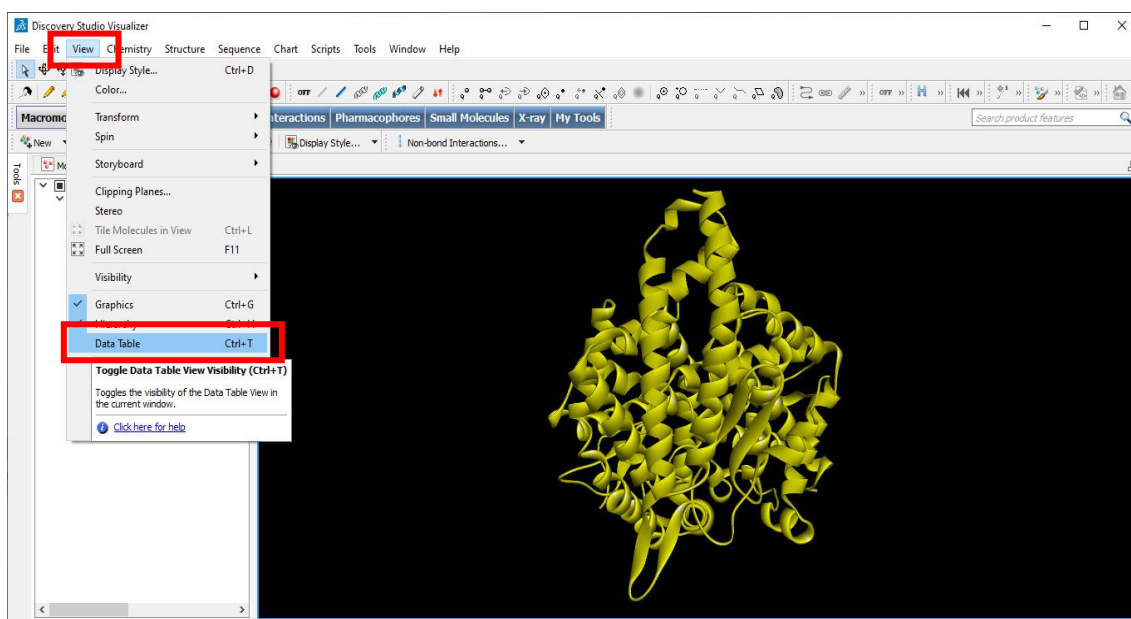 Discovery Studio Visualizer
File Edit View Chemistry Structure Sequence Chart Scripts Tools Window Help
Display Style... Ctrl+D
Color...
OFF
OFF
H
Transform
Interactions Pharmacophores Small Molecules X-ray My Tools
Search product features
Spin
New
Display Style...
Non-bond Interactions...
Tools
Storyboard
Clipping Planes...
Stereo
Tile Molecules in View Ctrl+L
Full Screen F11
Visibility
Graphics Ctrl+G
Hierarchy Ctrl+H
Data Table Ctrl+T
Toggle Data Table View Visibility (Ctrl+T)
Toggles the visibility of the Data Table View in
the current window.
Click here for help